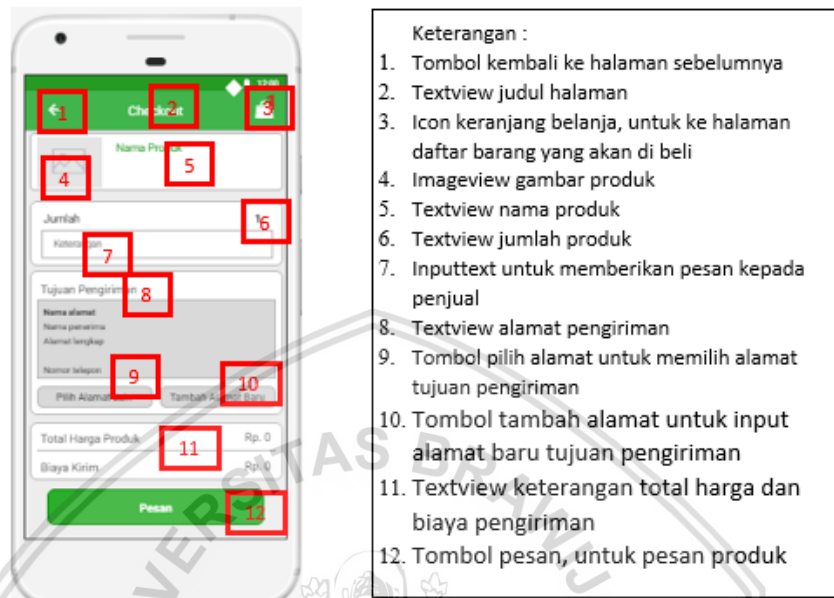 12:00
1
Checkout
2
3
Nama Produk
4
5
Jumlah
1
6
Keterangan
7
Tujuan Pengiriman
8
Nama alamat
Nama penerima
Alamat lengkap
Nomor telepon
9
10
Pilih Alamat Lain
Tambah Alamat Baru
Total Harga Produk
Rp. 0
11
Biaya Kirim
Rp. 0
Pesan
12
Keterangan :
1. Tombol kembali ke halaman sebelumnya
2. Textview judul halaman
3. Icon keranjang belanja, untuk ke halaman
daftar barang yang akan di beli
4. Imageview gambar produk
5. Textview nama produk
6. Textview jumlah produk
7. Inputtext untuk memberikan pesan kepada
penjual
8. Textview alamat pengiriman
9. Tombol pilih alamat untuk memilih alamat
tujuan pengiriman
10. Tombol tambah alamat untuk input
alamat baru tujuan pengiriman
11. Textview keterangan total harga dan
biaya pengiriman
12. Tombol pesan, untuk pesan produk
VERSITAS BRAWIJ